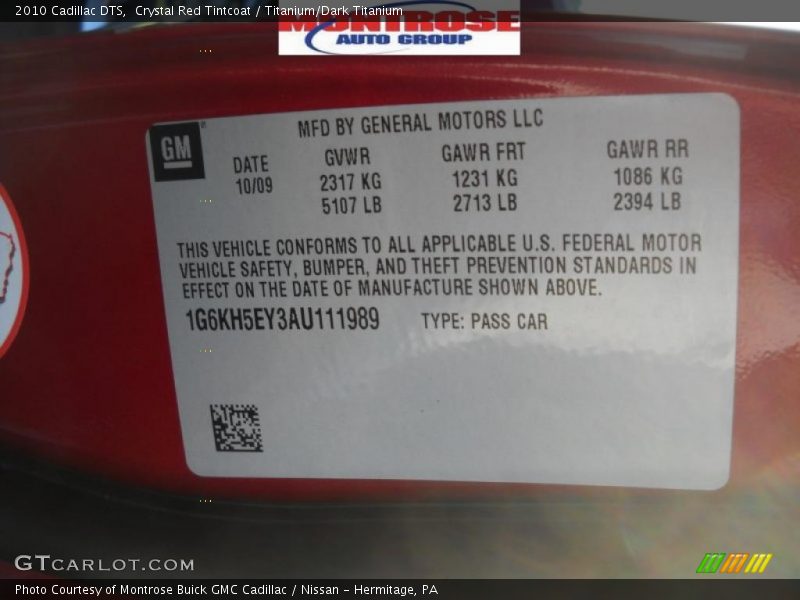 2010 Cadillac DTS,  Crystal Red Tintcoat / Titanium/Dark Titanium
MONTROSE
AUTO GROUP
GM
MFD BY GENERAL MOTORS LLC
DATE GVWR GAWR FRT GAWR RR
10/09 2317 KG 1231 KG 1086 KG
5107 LB 2713 LB 2394 LB
THIS VEHICLE CONFORMS TO ALL APPLICABLE U.S. FEDERAL MOTOR
VEHICLE SAFETY, BUMPER, AND THEFT PREVENTION STANDARDS IN
EFFECT ON THE DATE OF MANUFACTURE SHOWN ABOVE.
1G6KH5EY3AU111989 TYPE: PASS CAR
GTCARLOT.COM
Photo Courtesy of Montrose Buick GMC Cadillac / Nissan - Hermitage, PA